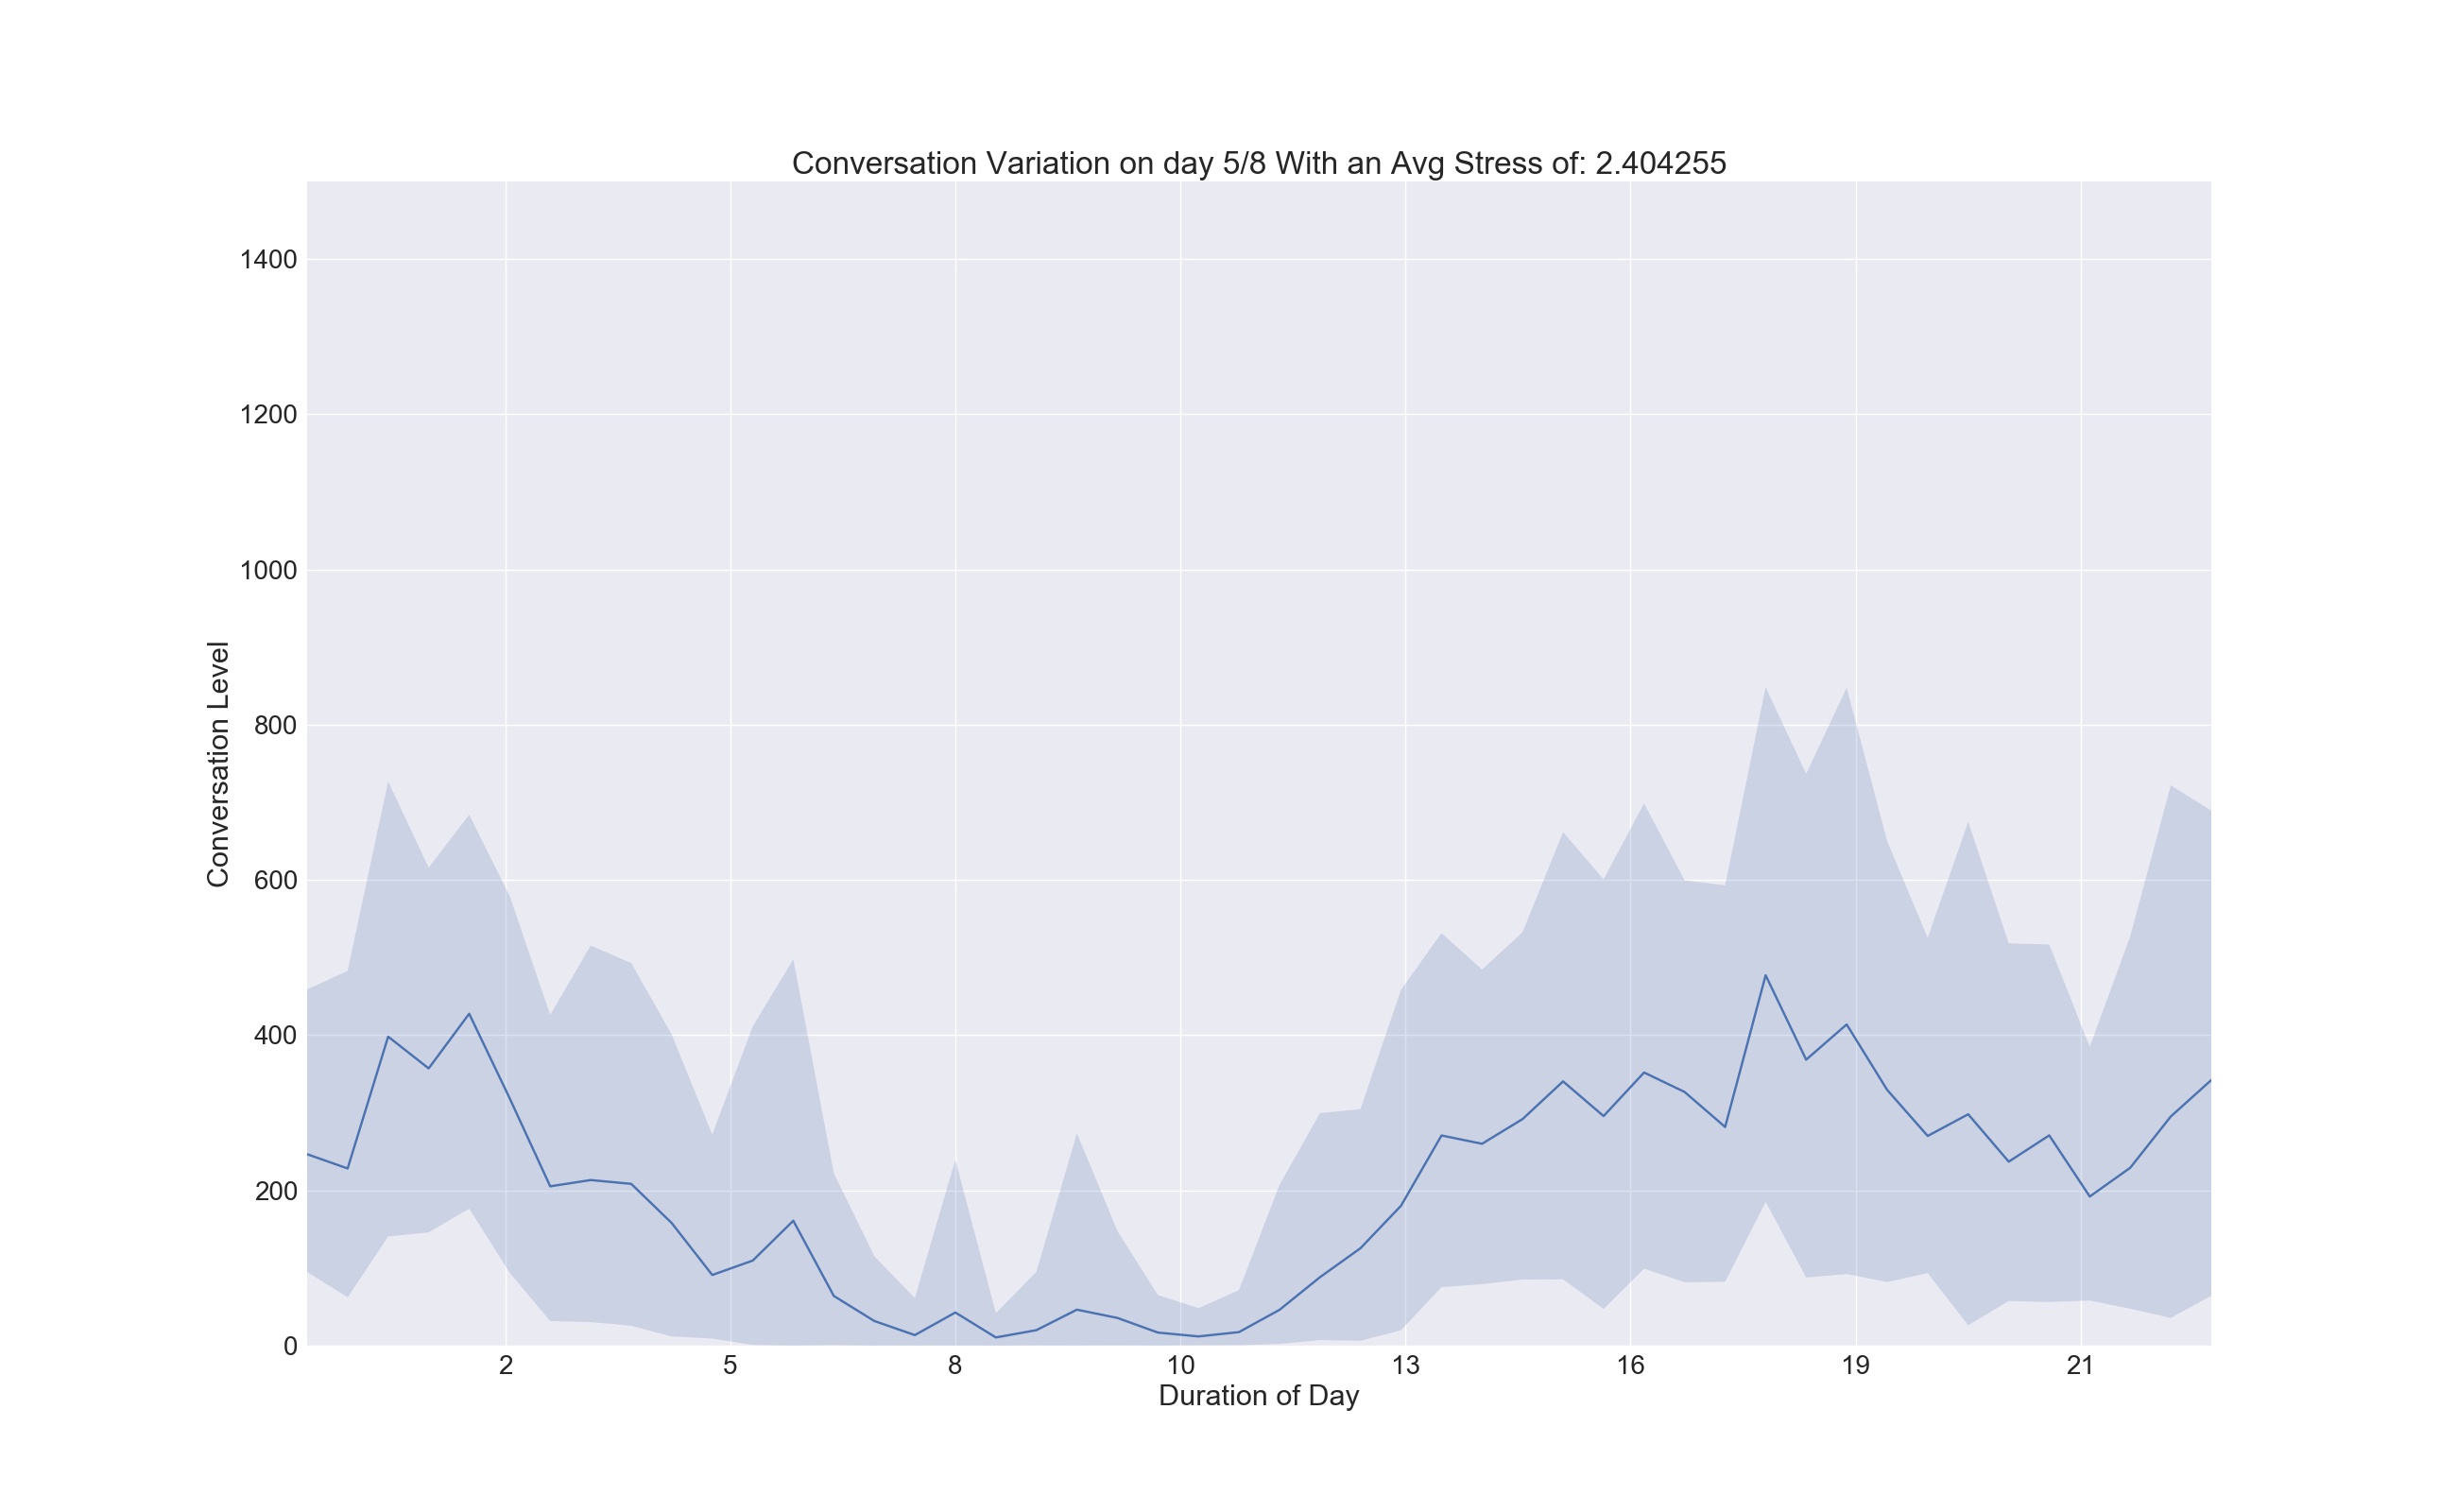 Conversation Variation on day 5/8 With an Avg Stress of: 2.404255
1400
1200
1000
800
600
400
200
0
Conversation Level
2 5 8 10 13 16 19 21
Duration of Day